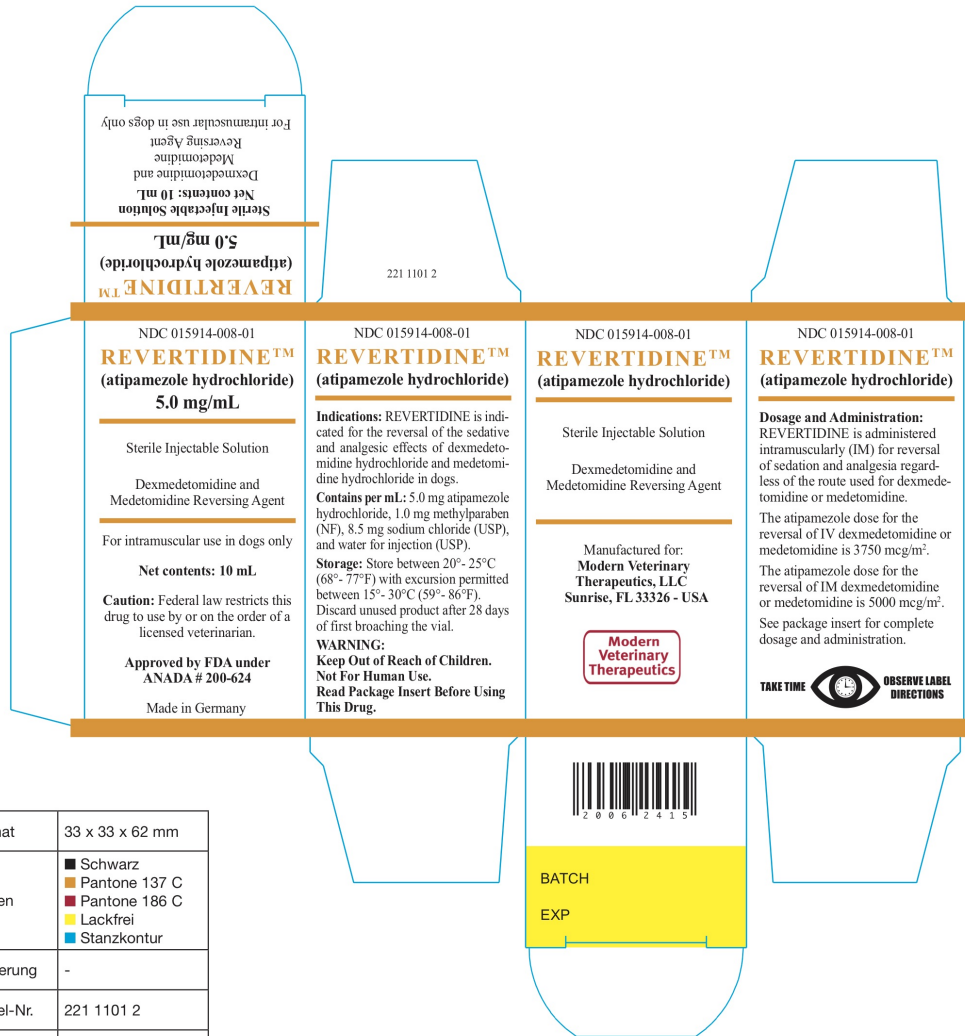 REVERTIDINE™
(atipamezole hydrochloride)
5.0 mg/mL
Sterile Injectable Solution
Net contents: 10 mL
Dexmedetomidine and
Medetomidine
Reversing Agent
For intramuscular use in dogs only
221 1101 2
NDC 015914-008-01
REVERTIDINE™
(atipamezole hydrochloride)
5.0 mg/mL
Sterile Injectable Solution
Dexmedetomidine and
Medetomidine Reversing Agent
For intramuscular use in dogs only
Net contents: 10 mL
Caution: Federal law restricts this
drug to use by or on the order of a
licensed veterinarian.
Approved by FDA under
ANADA # 200-624
Made in Germany
NDC 015914-008-01
REVERTIDINE™
(atipamezole hydrochloride)
Indications: REVERTIDINE is indi-
cated for the reversal of the sedative
and analgesic effects of dexmedeto-
midine hydrochloride and medetomi-
dine hydrochloride in dogs.
Contains per mL: 5.0 mg atipamezole
hydrochloride, 1.0 mg methylparaben
(NF), 8.5 mg sodium chloride (USP),
and water for injection (USP).
Storage: Store between 20°- 25°C
(68°- 77°F) with excursion permitted
between 15°- 30°C (59°- 86°F).
Discard unused product after 28 days
of first broaching the vial.
WARNING:
Keep Out of Reach of Children.
Not For Human Use.
Read Package Insert Before Using
This Drug.
NDC 015914-008-01
REVERTIDINE™
(atipamezole hydrochloride)
Sterile Injectable Solution
Dexmedetomidine and
Medetomidine Reversing Agent
Manufactured for:
Modern Veterinary
Therapeutics, LLC
Sunrise, FL 33326 - USA
Modern
Veterinary
Therapeutics
NDC 015914-008-01
REVERTIDINE™
(atipamezole hydrochloride)
Dosage and Administration:
REVERTIDINE is administered
intramuscularly (IM) for reversal
of sedation and analgesia regard-
less of the route used for dexmede-
tomidine or medetomidine.
The atipamezole dose for the
reversal of IV dexmedetomidine or
medetomidine is 3750 mcg/m².
The atipamezole dose for the
reversal of IM dexmedetomidine
or medetomidine is 5000 mcg/m².
See package insert for complete
dosage and administration.
TAKE TIME
OBSERVE LABEL
DIRECTIONS
20062415
BATCH
EXP
33 x 33 x 62 mm
Schwarz
Pantone 137 C
Pantone 186 C
Lackfrei
Stanzkontur
-
221 1101 2